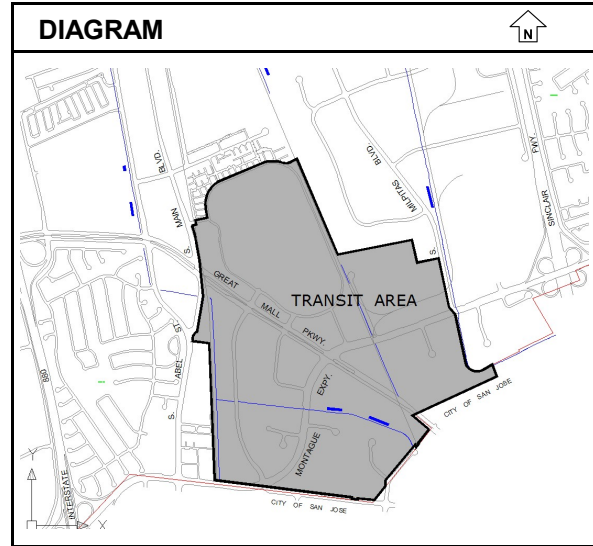 DIAGRAM
N
BLVD.
MAIN
S.
BLVD.
MILPITAS
S.
FWY.
SINCLAIR
GREAT
MALL
PKWY.
TRANSIT AREA
ABEL ST.
S.
EXPY.
MONTAGUE
CITY OF SAN JOSE
880
INTERSTATE
Y
X
CITY OF SAN JOSE